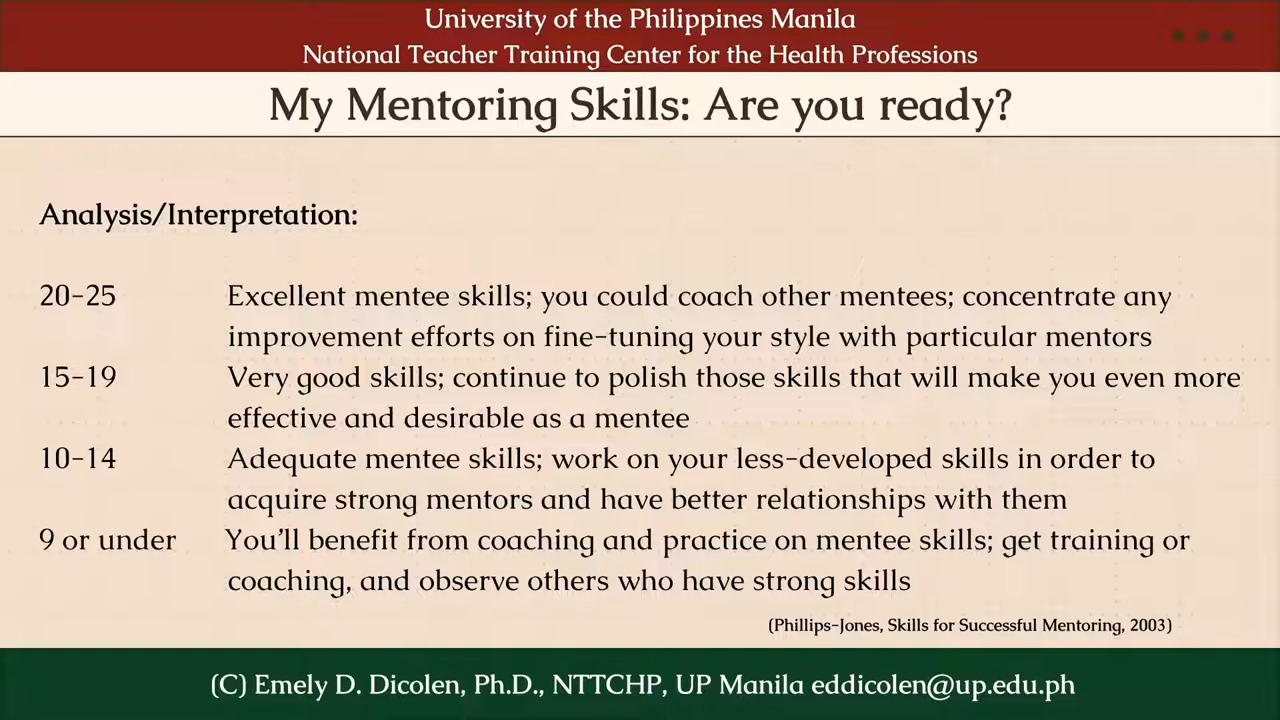 University of the Philippines Manila
National Teacher Training Center for the Health Professions
My Mentoring Skills: Are you ready?
Analysis/Interpretation:
20-25 Excellent mentee skills; you could coach other mentees; concentrate any
improvement efforts on fine-tuning your style with particular mentors
15-19 Very good skills; continue to polish those skills that will make you even more
effective and desirable as a mentee
10-14 Adequate mentee skills; work on your less-developed skills in order to
acquire strong mentors and have better relationships with them
9 or under You’ll benefit from coaching and practice on mentee skills; get training or
coaching, and observe others who have strong skills
(Phillips-Jones, Skills for Successful Mentoring, 2003)
(C) Emely D. Dicolen, Ph.D., NTTCHP, UP Manila eddicolen@up.edu.ph